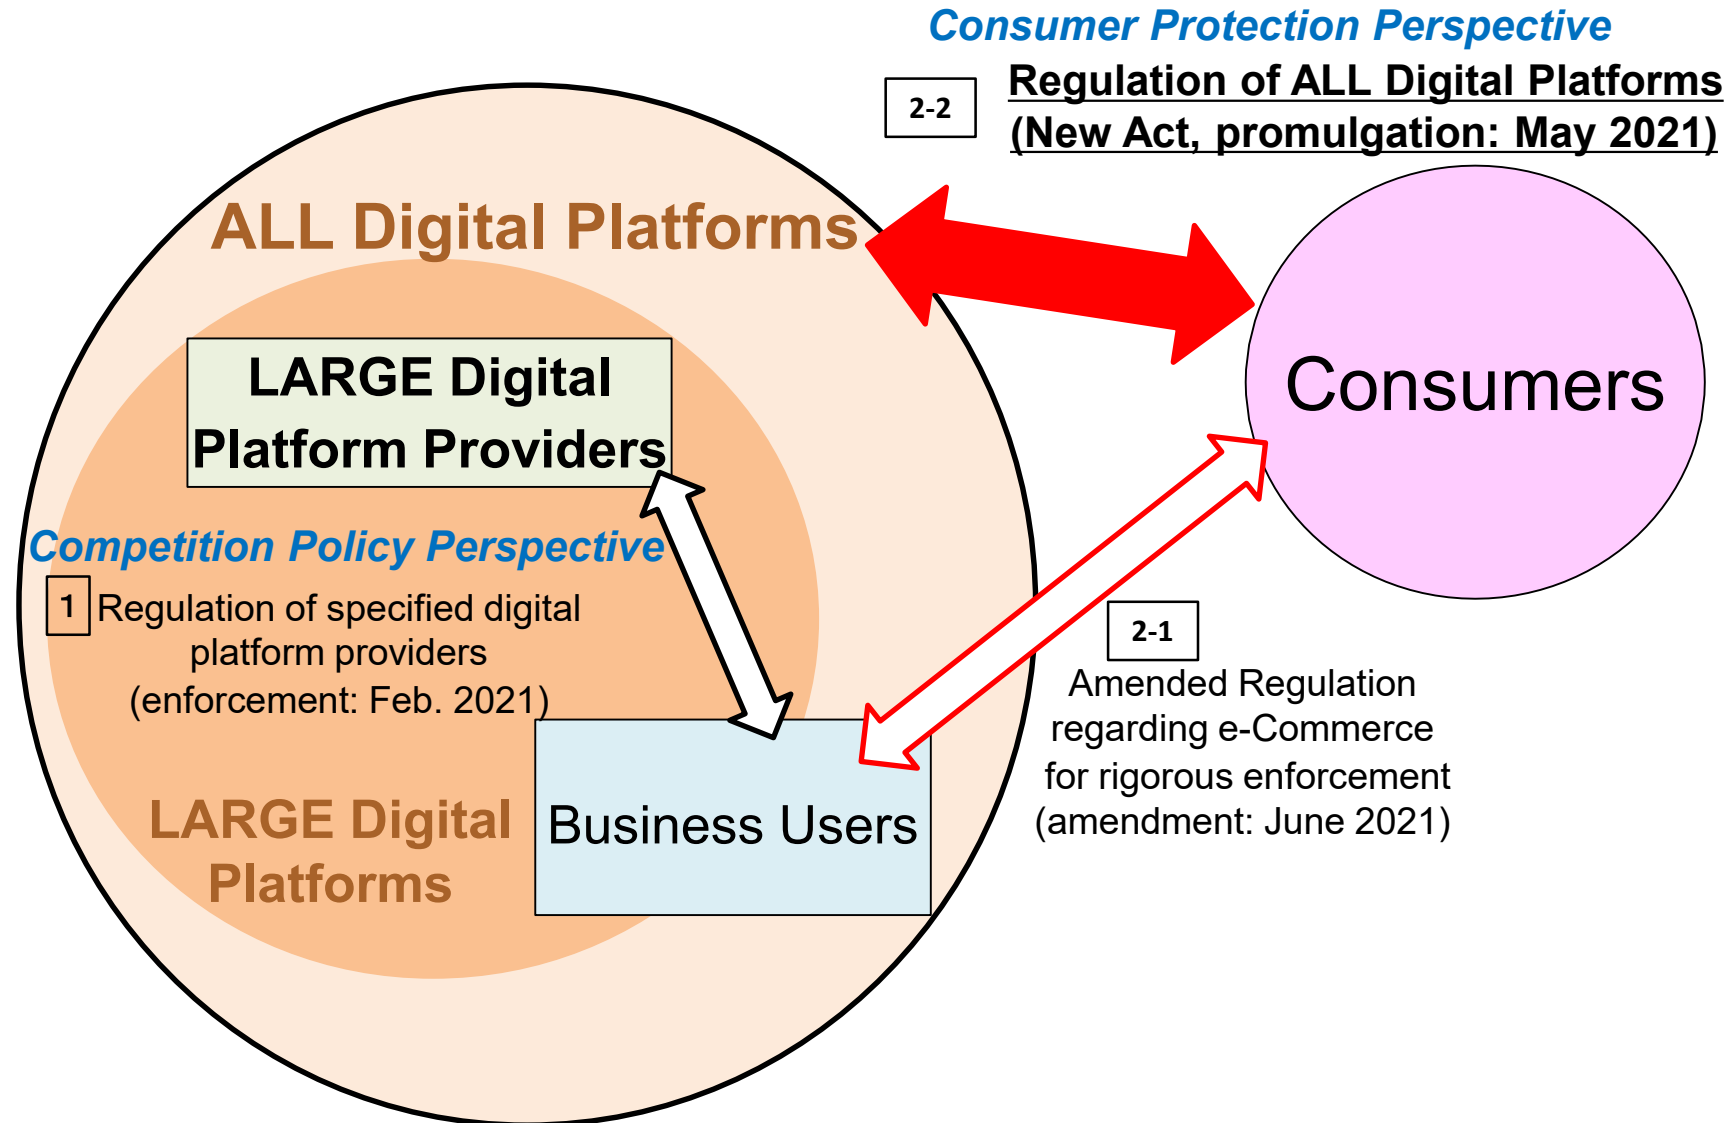 Consumer Protection Perspective
2-2
Regulation of ALL Digital Platforms
(New Act, promulgation: May 2021)
ALL Digital Platforms
LARGE Digital
Platform Providers
Consumers
Competition Policy Perspective
1
Regulation of specified digital
platform providers
(enforcement: Feb. 2021)
2-1
Amended Regulation
regarding e-Commerce
for rigorous enforcement
(amendment: June 2021)
LARGE Digital
Platforms
Business Users